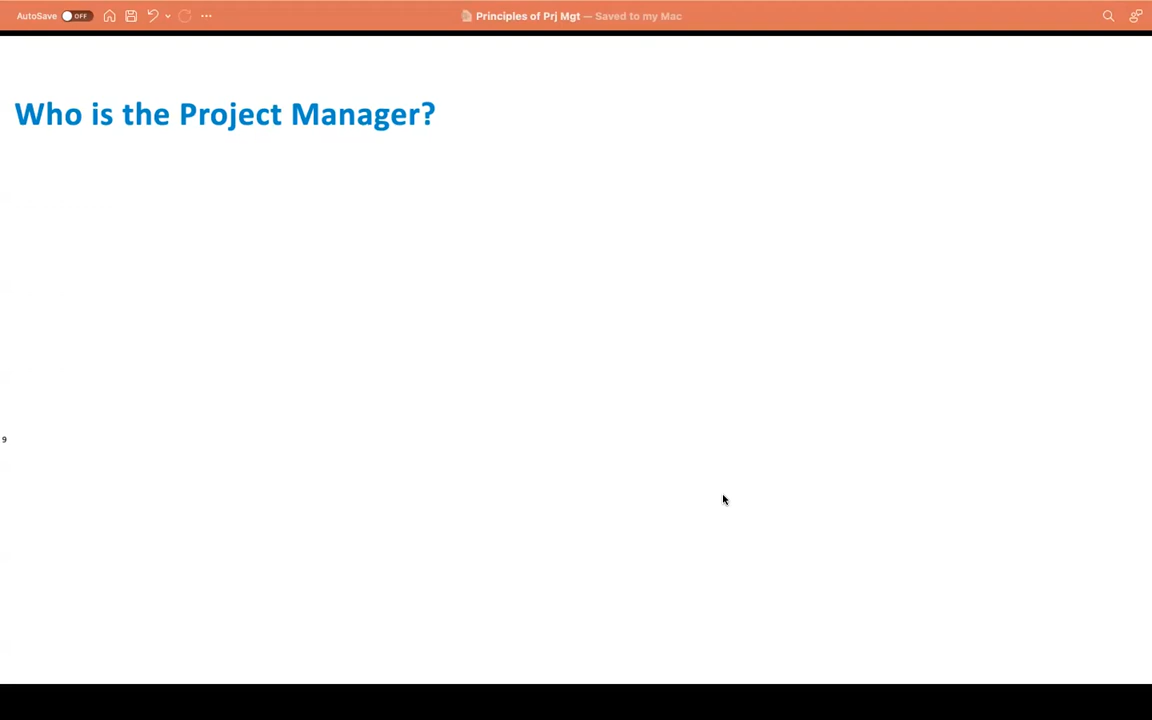 AutoSave OFF
Principles of Prj Mgt — Saved to my Mac
Who is the Project Manager?
9